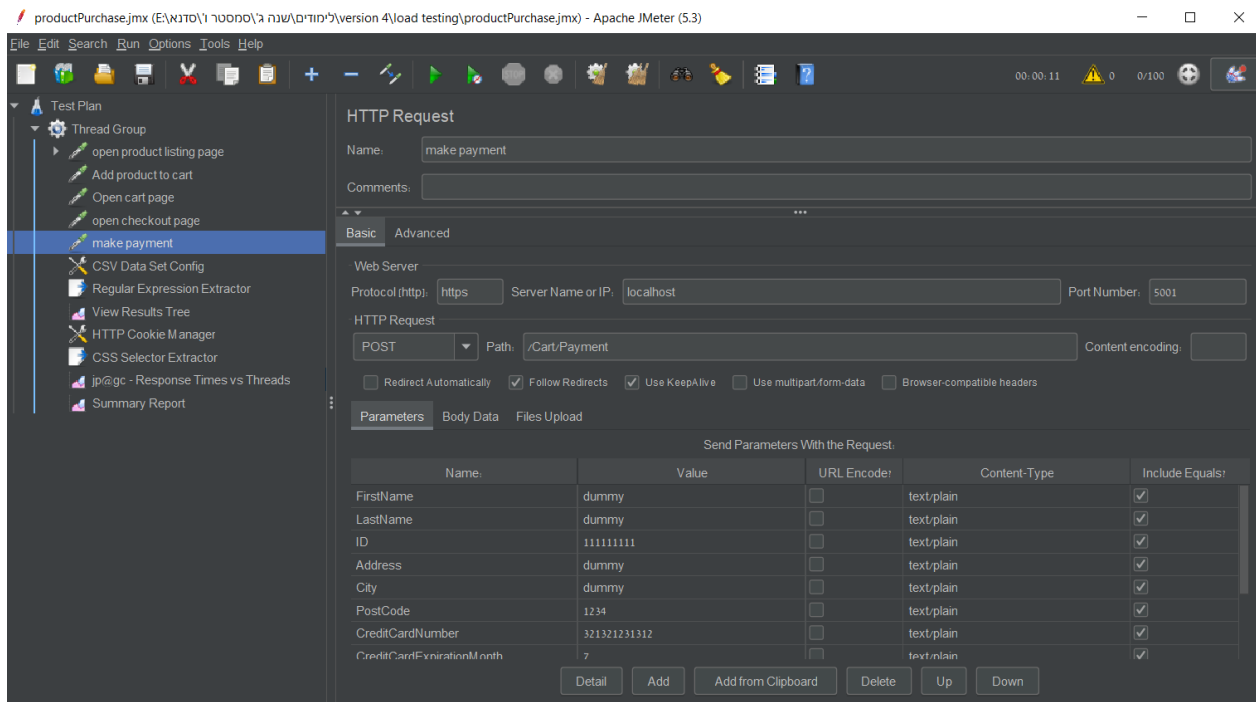 productPurchase.jmx (E:\לימודים\שנה ג'\סמסטר ו'\סדנא\version 4\load testing\productPurchase.jmx) - Apache JMeter (5.3)
File Edit Search Run Options Tools Help
00:00:11 0 0/100
Test Plan
Thread Group
open product listing page
Add product to cart
Open cart page
open checkout page
make payment
CSV Data Set Config
Regular Expression Extractor
View Results Tree
HTTP Cookie Manager
CSS Selector Extractor
jp@gc - Response Times vs Threads
Summary Report
HTTP Request
Name: make payment
Comments:
Basic Advanced
Web Server
Protocol [http]: https Server Name or IP: localhost Port Number: 5001
HTTP Request
POST Path: /Cart/Payment Content encoding:
Redirect Automatically Follow Redirects Use KeepAlive Use multipart/form-data Browser-compatible headers
Parameters Body Data Files Upload
Send Parameters With the Request:
Name: Value URL Encode? Content-Type Include Equals?
FirstName dummy text/plain
LastName dummy text/plain
ID 111111111 text/plain
Address dummy text/plain
City dummy text/plain
PostCode 1234 text/plain
CreditCardNumber 321321231312 text/plain
CreditCardExpirationMonth 7 text/plain
Detail Add Add from Clipboard Delete Up Down